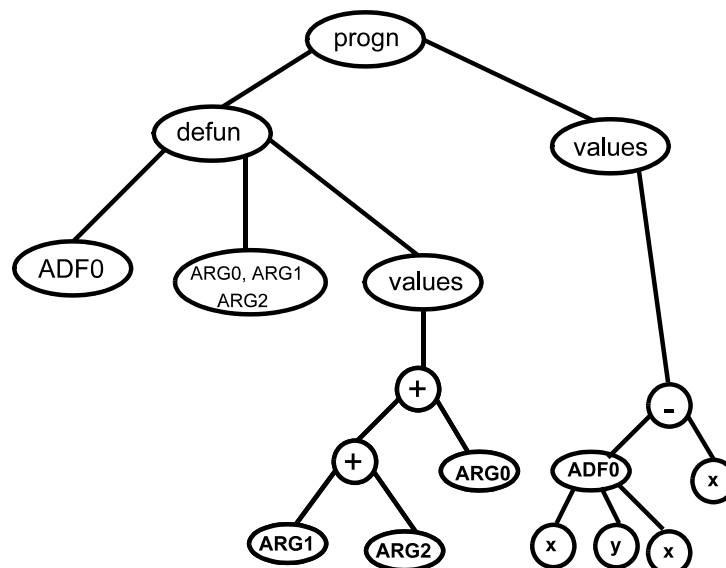 progn
defun
values
ADF0
ARG0, ARG1
ARG2
values
+
-
+
ARG0
ADF0
x
ARG1
ARG2
x
y
x